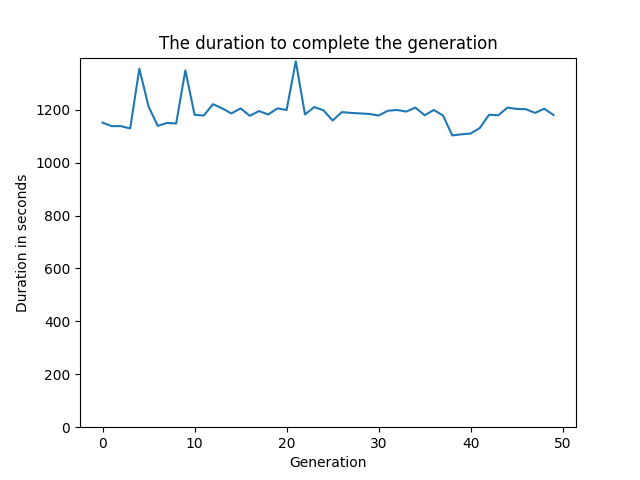 The duration to complete the generation
Duration in seconds
1200
1000
800
600
400
200
0
0 10 20 30 40 50
Generation